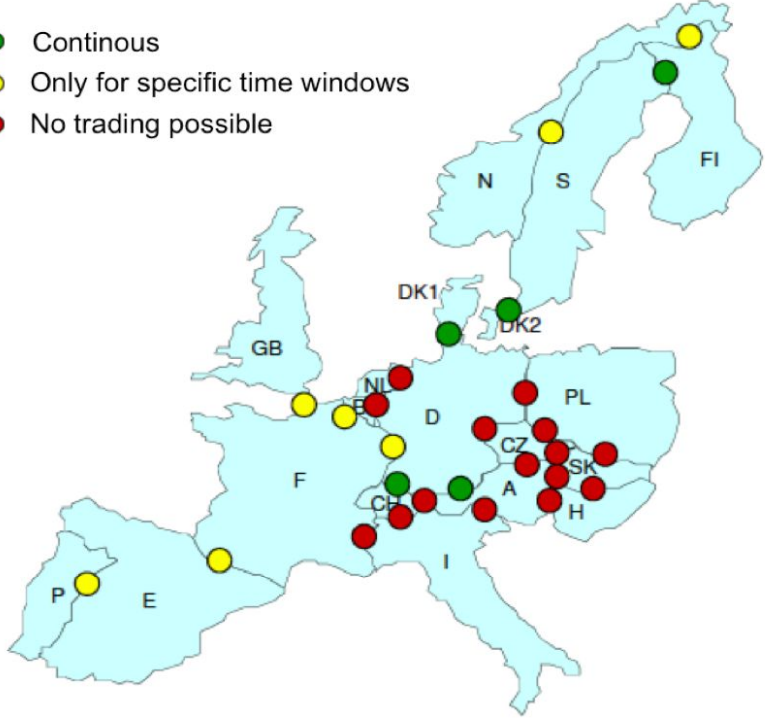 Continous
Only for specific time windows
No trading possible
FI
N
S
DK1
DK2
GB
NL
B
PL
D
CZ
SK
F
A
CH
H
I
P
E